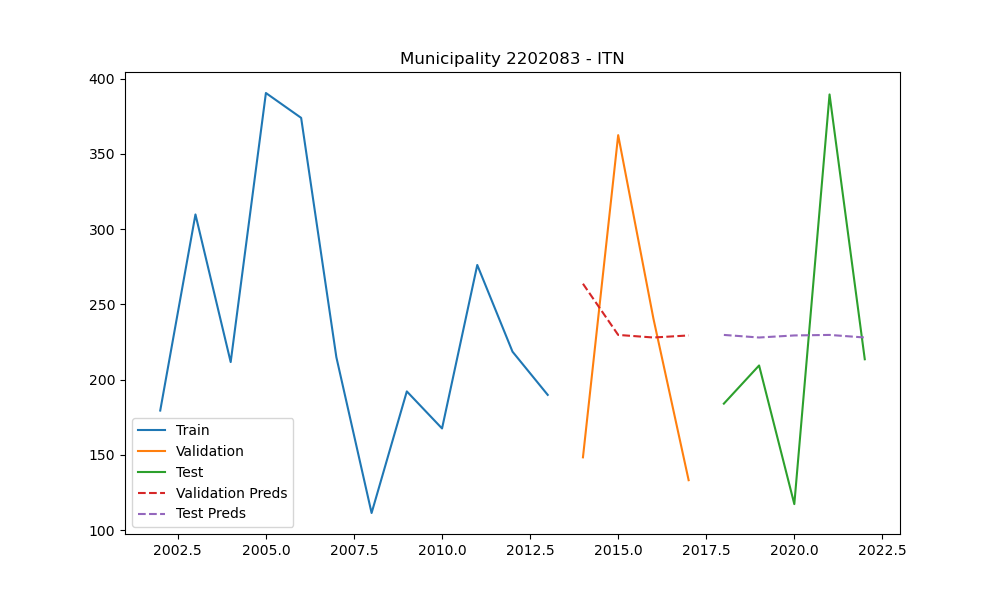 Municipality 2202083 - ITN
400
350
300
250
200
150
100
Train
Validation
Test
Validation Preds
Test Preds
2002.5 2005.0 2007.5 2010.0 2012.5 2015.0 2017.5 2020.0 2022.5